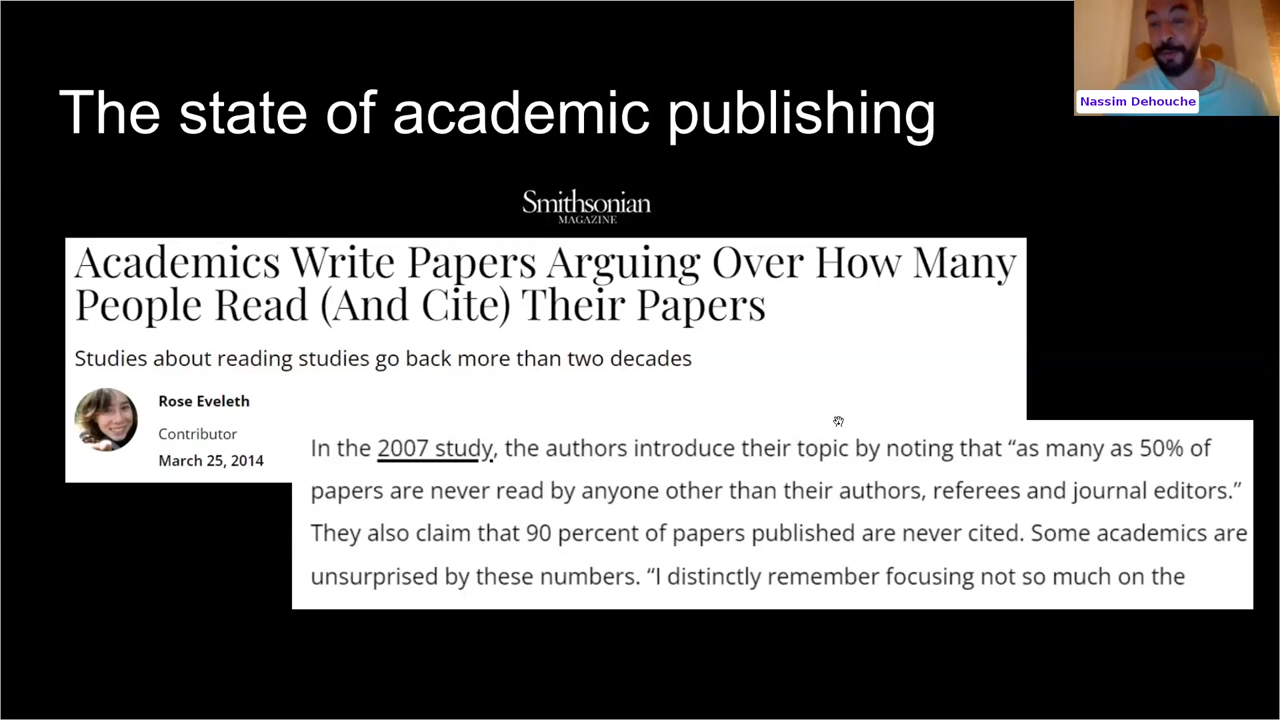 Nassim Dehouche
The state of academic publishing
Smithsonian
MAGAZINE
Academics Write Papers Arguing Over How Many
People Read (And Cite) Their Papers
Studies about reading studies go back more than two decades
Rose Eveleth
Contributor
March 25, 2014
In the 2007 study, the authors introduce their topic by noting that “as many as 50% of
papers are never read by anyone other than their authors, referees and journal editors.”
They also claim that 90 percent of papers published are never cited. Some academics are
unsurprised by these numbers. “I distinctly remember focusing not so much on the